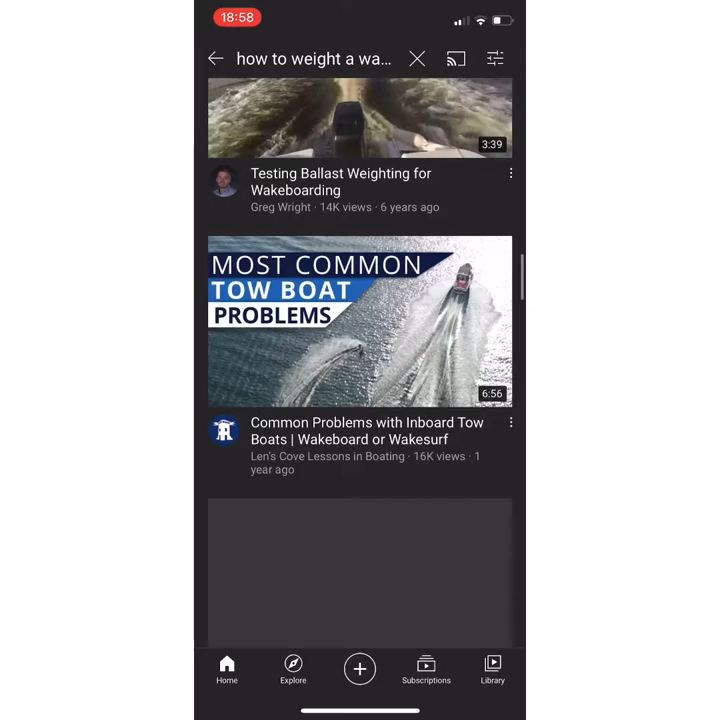 18:58
how to weight a wa...
3:39
Testing Ballast Weighting for
Wakeboarding
Greg Wright · 14K views · 6 years ago
MOST COMMON
TOW BOAT
PROBLEMS
6:56
Common Problems with Inboard Tow
Boats | Wakeboard or Wakesurf
Len's Cove Lessons in Boating · 16K views · 1
year ago
Home
Explore
Subscriptions
Library